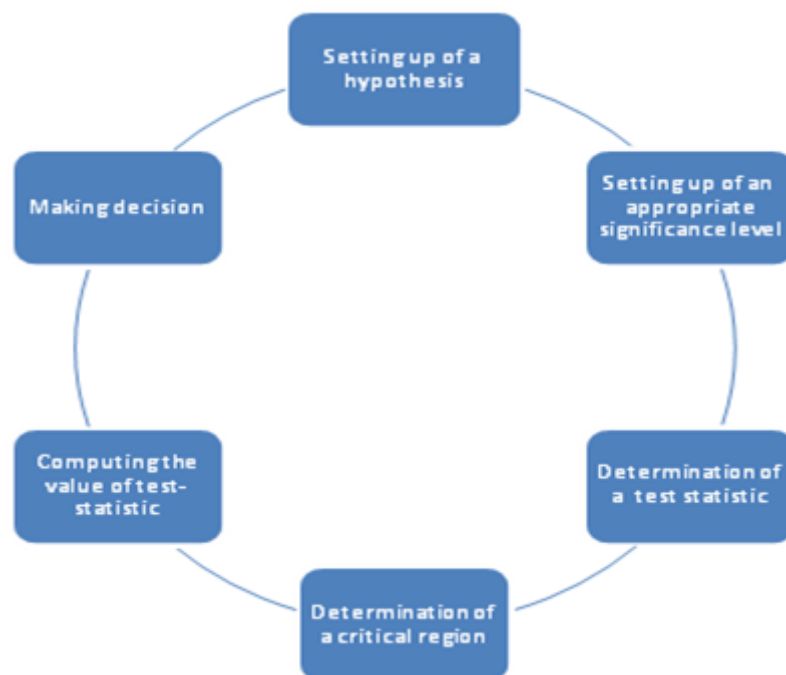 Setting up of a
hypothesis
Setting up of an
appropriate
significance level
Determination of
a test statistic
Determination of
a critical region
Computing the
value of test-
statistic
Making decision